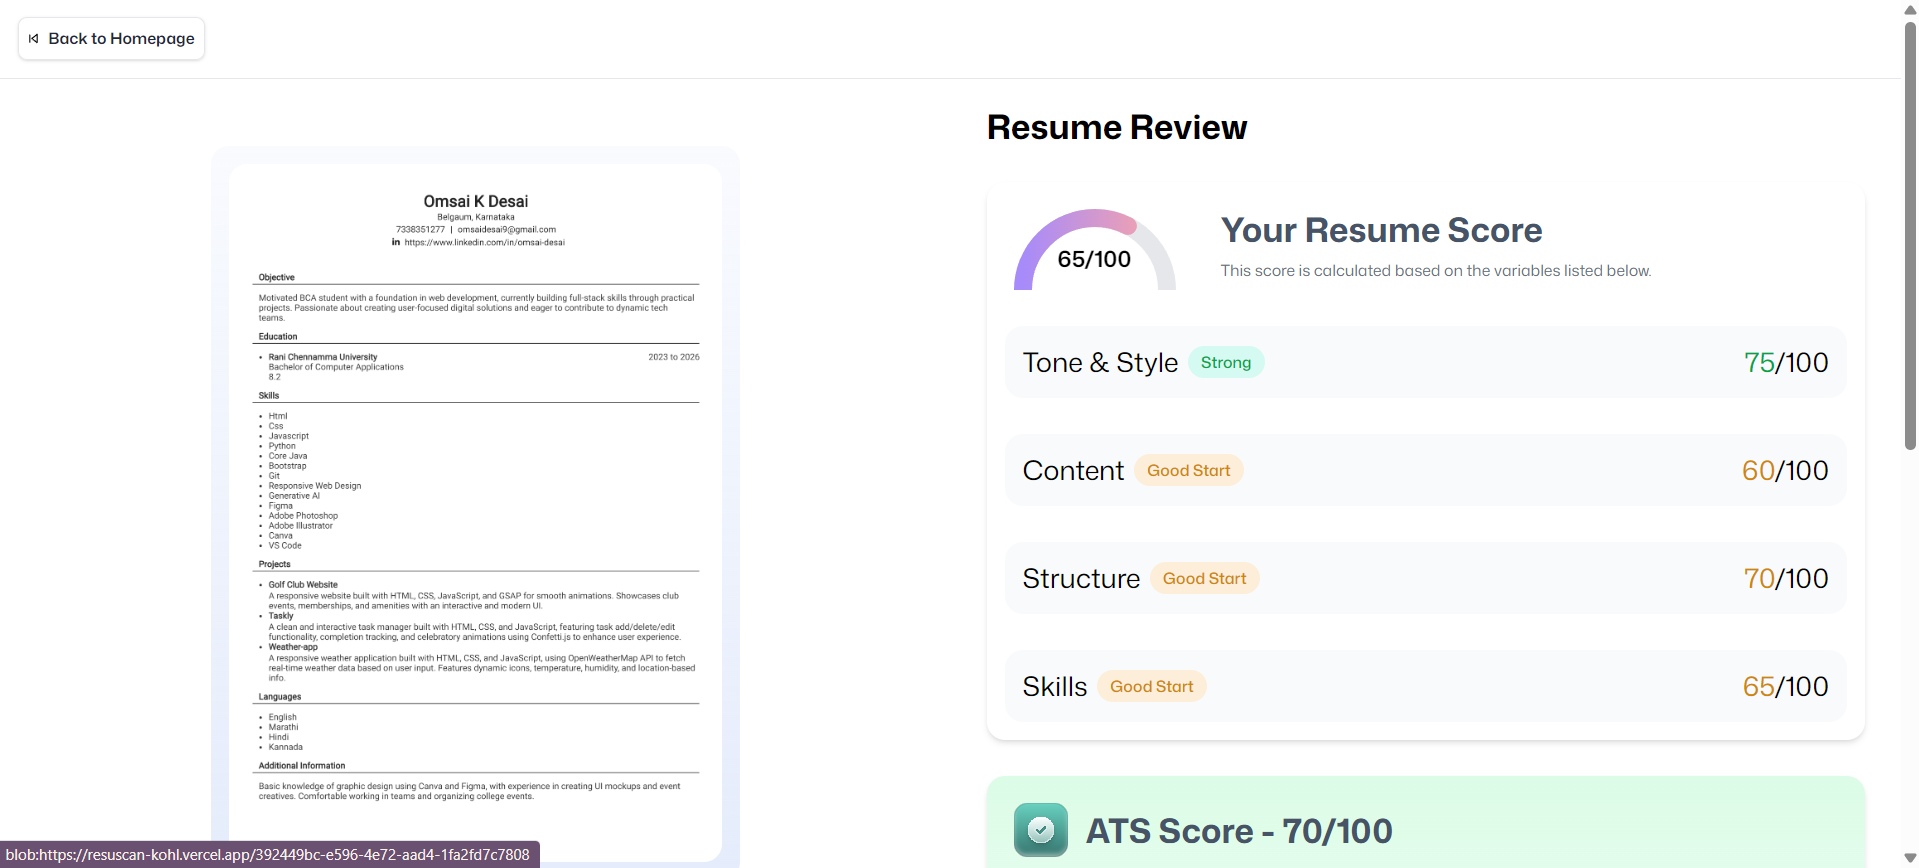 Back to Homepage
Omsai K Desai
Belgaum, Karnataka
7338351277 | omsaidesai9@gmail.com
in https://www.linkedin.com/in/omsai-desai
Objective
Motivated BCA student with a foundation in web development, currently building full-stack skills through practical
projects. Passionate about creating user-focused digital solutions and eager to contribute to dynamic tech
teams.
Education
• Rani Chennamma University 2023 to 2026
Bachelor of Computer Applications
8.2
Skills
• Html
• Css
• Javascript
• Python
• Core Java
• Bootstrap
• Git
• Responsive Web Design
• Generative AI
• Figma
• Adobe Photoshop
• Adobe Illustrator
• Canva
• VS Code
Projects
• Golf Club Website
A responsive website built with HTML, CSS, JavaScript, and GSAP for smooth animations. Showcases club
events, memberships, and amenities with an interactive and modern UI.
• Taskly
A clean and interactive task manager built with HTML, CSS, and JavaScript, featuring task add/delete/edit
functionality, completion tracking, and celebratory animations using Confetti.js to enhance user experience.
• Weather-app
A responsive weather application built with HTML, CSS, and JavaScript, using OpenWeatherMap API to fetch
real-time weather data based on user input. Features dynamic icons, temperature, humidity, and location-based
info.
Languages
• English
• Marathi
• Hindi
• Kannada
Additional Information
Basic knowledge of graphic design using Canva and Figma, with experience in creating UI mockups and event
creatives. Comfortable working in teams and organizing college events.
blob:https://resuscan-kohl.vercel.app/392449bc-e596-4e72-aad4-1fa2fd7c7808
Resume Review
65/100
Your Resume Score
This score is calculated based on the variables listed below.
Tone & Style Strong 75/100
Content Good Start 60/100
Structure Good Start 70/100
Skills Good Start 65/100
ATS Score - 70/100